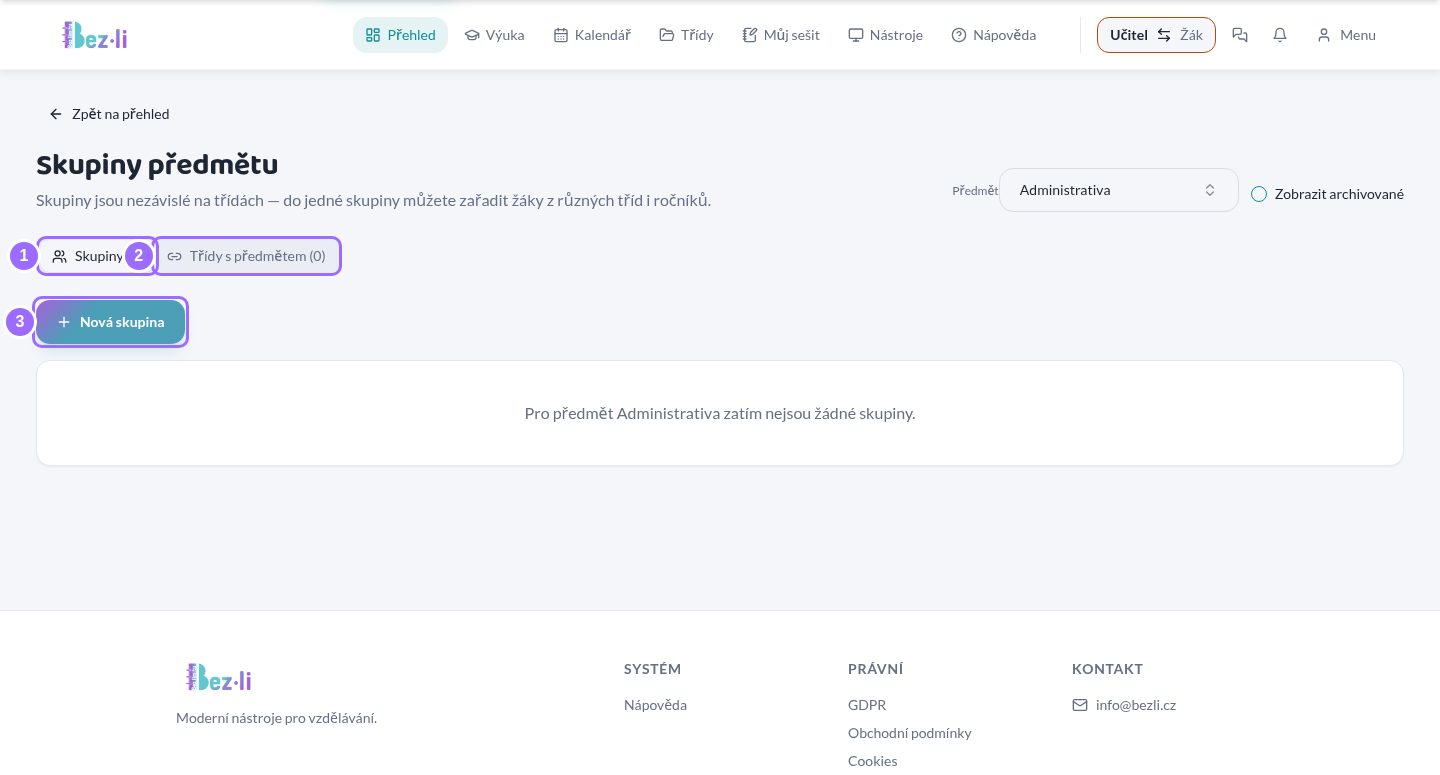 Bez·li
Přehled Výuka Kalendář Třídy Můj sešit Nástroje Nápověda Učitel Žák Menu
Zpět na přehled
Skupiny předmětu
Skupiny jsou nezávislé na třídách — do jedné skupiny můžete zařadit žáky z různých tříd i ročníků.
Předmět Administrativa Zobrazit archivované
1 Skupiny 2 Třídy s předmětem (0)
3 Nová skupina
Pro předmět Administrativa zatím nejsou žádné skupiny.
Bez·li
Moderní nástroje pro vzdělávání.
SYSTÉM
Nápověda
PRÁVNÍ
GDPR
Obchodní podmínky
Cookies
KONTAKT
info@bezli.cz